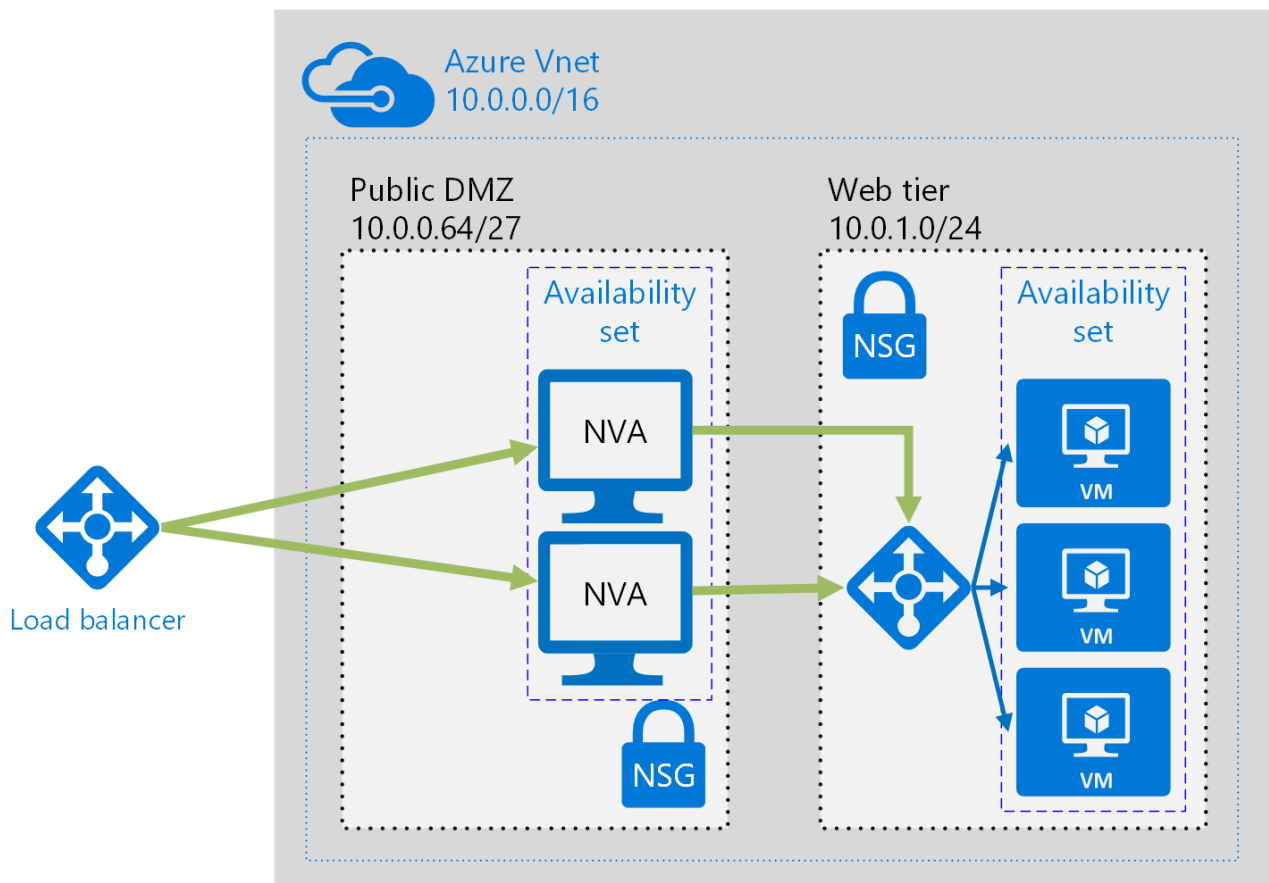 Azure Vnet
10.0.0.0/16
Public DMZ
10.0.0.64/27
Web tier
10.0.1.0/24
Availability
set
NVA
NVA
NSG
NSG
Availability
set
VM
VM
VM
Load balancer